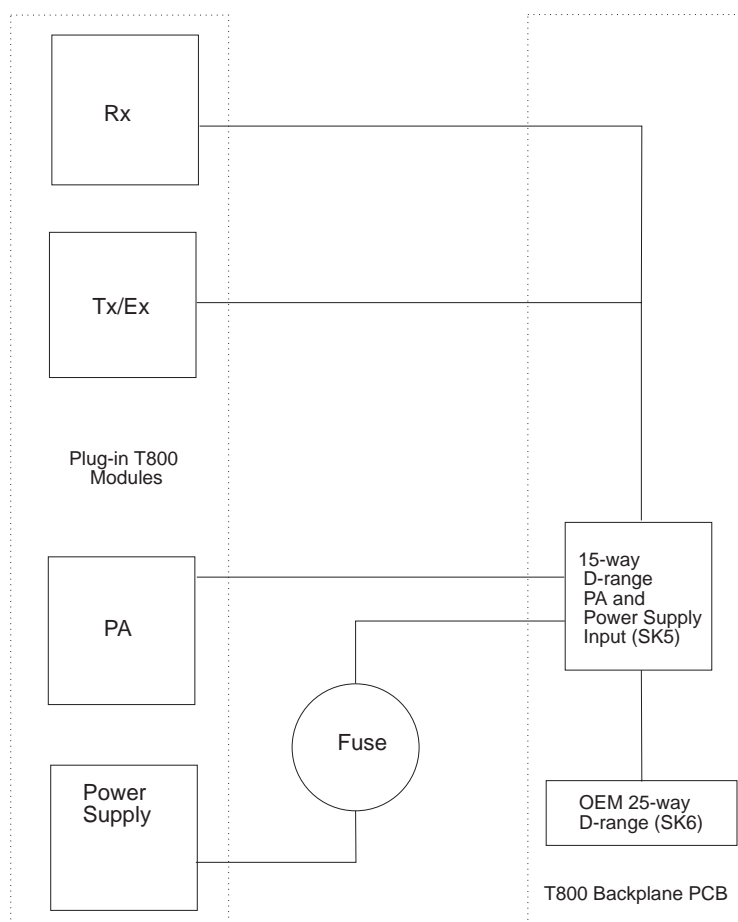 Rx
Tx/Ex
Plug-in T800
Modules
PA
Power
Supply
Fuse
15-way
D-range
PA and
Power Supply
Input (SK5)
OEM 25-way
D-range (SK6)
T800 Backplane PCB